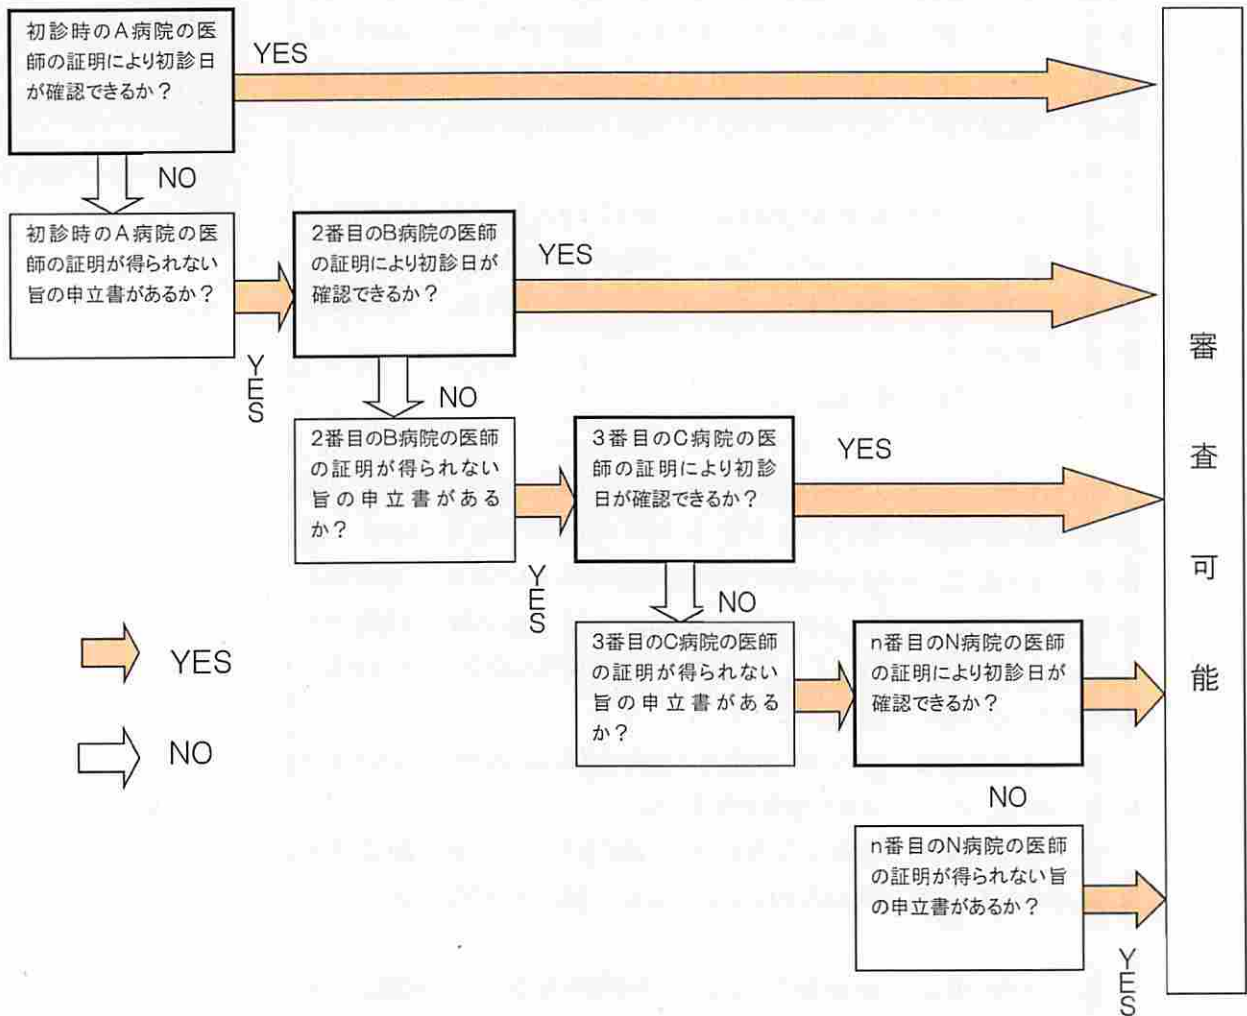 初診時のA病院の医
師の証明により初診日
が確認できるか？
YES
NO
初診時のA病院の医
師の証明が得られない
旨の申立書があるか？
YES
2番目のB病院の医師
の証明により初診日が
確認できるか？
YES
NO
2番目のB病院の医師
の証明が得られない
旨の申立書がある
か？
YES
3番目のC病院の医
師の証明により初診
日が確認できるか？
YES
NO
3番目のC病院の医師
の証明が得られない
旨の申立書がある
か？
n番目のN病院の医師
の証明により初診日が
確認できるか？
NO
n番目のN病院の医師
の証明が得られない旨
の申立書があるか？
YES
審査可能
YES
NO